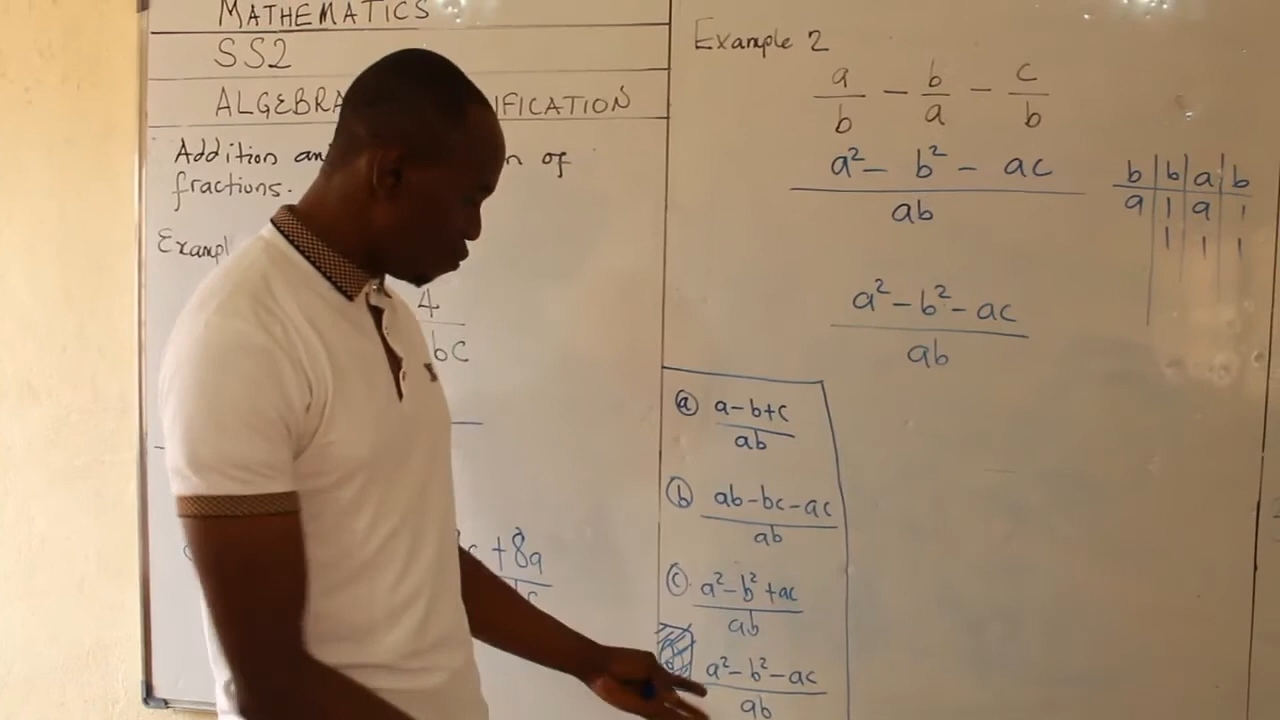 MATHEMATICS
SS2
ALGEBRA IFICATION
Addition an n of
fractions.
Exampl
4
bc
+8a
Example 2
a/b - b/a - c/b
a² - b² - ac
ab
b | b | a | b
a | 1 | a | 1
1 | 1 | 1
a² - b² - ac
ab
(a) a-b+c
ab
(b) ab-bc-ac
ab
(c) a²-b²+ac
ab
a²-b²-ac
ab